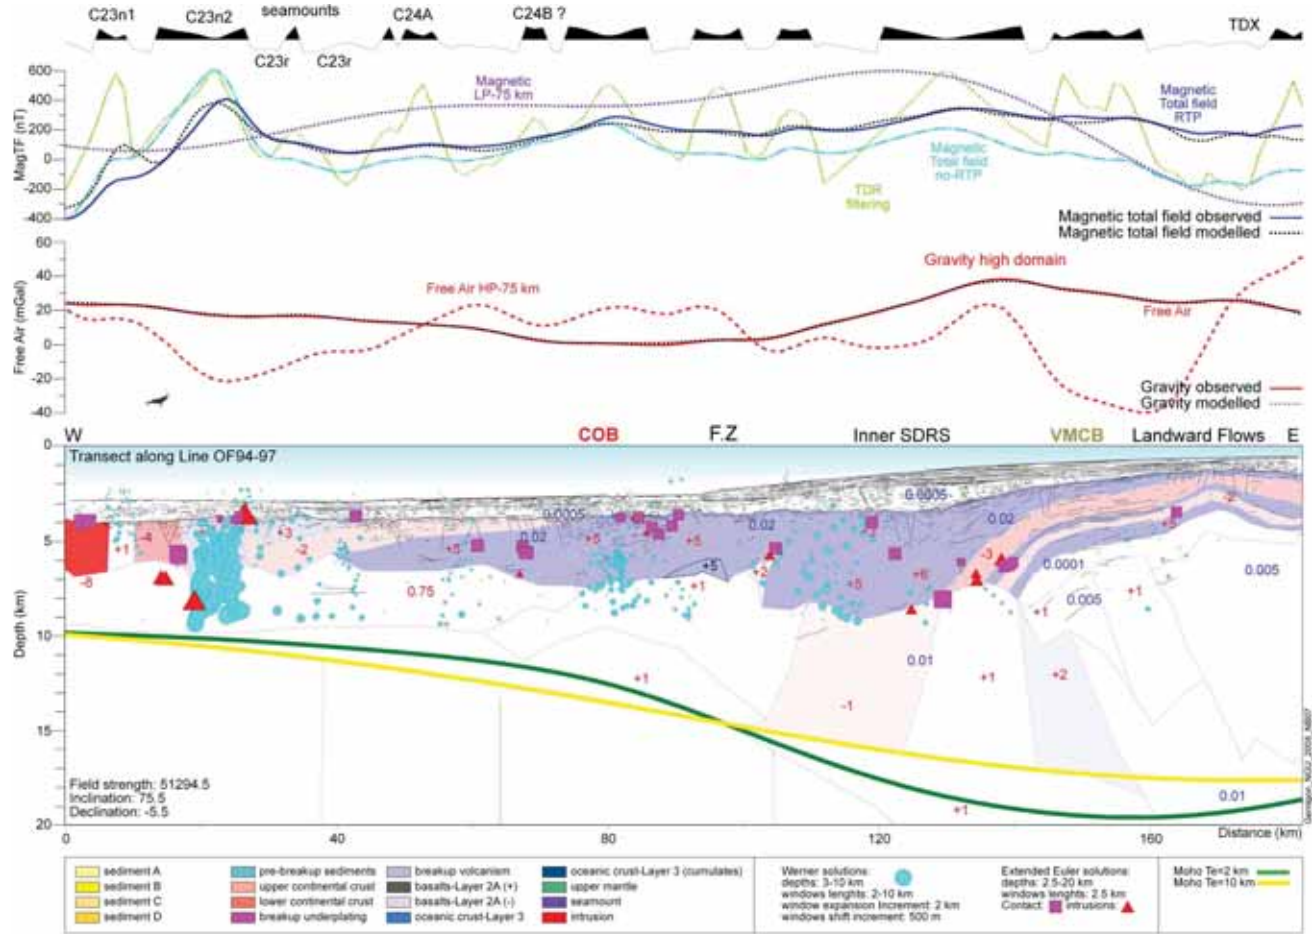 C23n1
C23n2
seamounts
C24A
C24B ?
TDX
C23r
C23r
600
400
200
0
-200
-400
MagTF (nT)
Magnetic
LP-75 km
Magnetic
Total field
RTP
Magnetic
Total field
no-RTP
TDR
filtering
Magnetic total field observed
Magnetic total field modelled
60
40
20
0
-20
-40
Free Air (mGal)
Gravity high domain
Free Air HP-75 km
Free Air
Gravity observed
Gravity modelled
W
COB
F.Z
Inner SDRS
VMCB
Landward Flows
E
Transect along Line OF94-97
0
5
10
15
20
Depth (km)
0.0005
0.0005
0.02
0.02
0.02
-2
+5
+1
-4
+3
-2
+5
+5
+5
-3
0.0001
0.005
-8
0.75
+5
+1
+2
+5
+6
0.005
+1
+1
0.01
+1
+1
+2
-1
0.01
+1
Field strength: 51294.5
Inclination: 75.5
Declination: -5.5
0
40
80
120
160
Distance (km)
sediment A
sediment B
sediment C
sediment D
pre-breakup sediments
upper continental crust
lower continental crust
breakup underplating
breakup volcanism
basalts-Layer 2A (+)
basalts-Layer 2A (-)
oceanic crust-Layer 3
oceanic crust-Layer 3 (cumulates)
upper mantle
seamount
intrusion
Werner solutions:
depths: 3-10 km
windows lenghts: 2-10 km
window expansion Increment: 2 km
windows shift increment: 500 m
Extended Euler solutions:
depths: 2.5-20 km
windows lenghts: 2.5 km
Contact: intrusions:
Moho Te=2 km
Moho Te=10 km